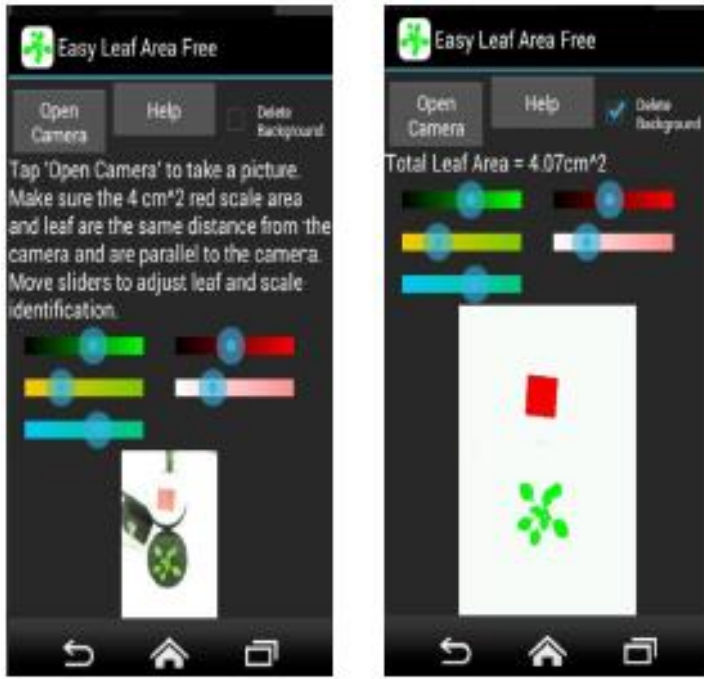 Easy Leaf Area Free
Open
Camera
Help
Delete
Background
Tap 'Open Camera' to take a picture.
Make sure the 4 cm^2 red scale area
and leaf are the same distance from the
camera and are parallel to the camera.
Move sliders to adjust leaf and scale
identification.
Easy Leaf Area Free
Open
Camera
Help
Delete
Background
Total Leaf Area = 4.07cm^2